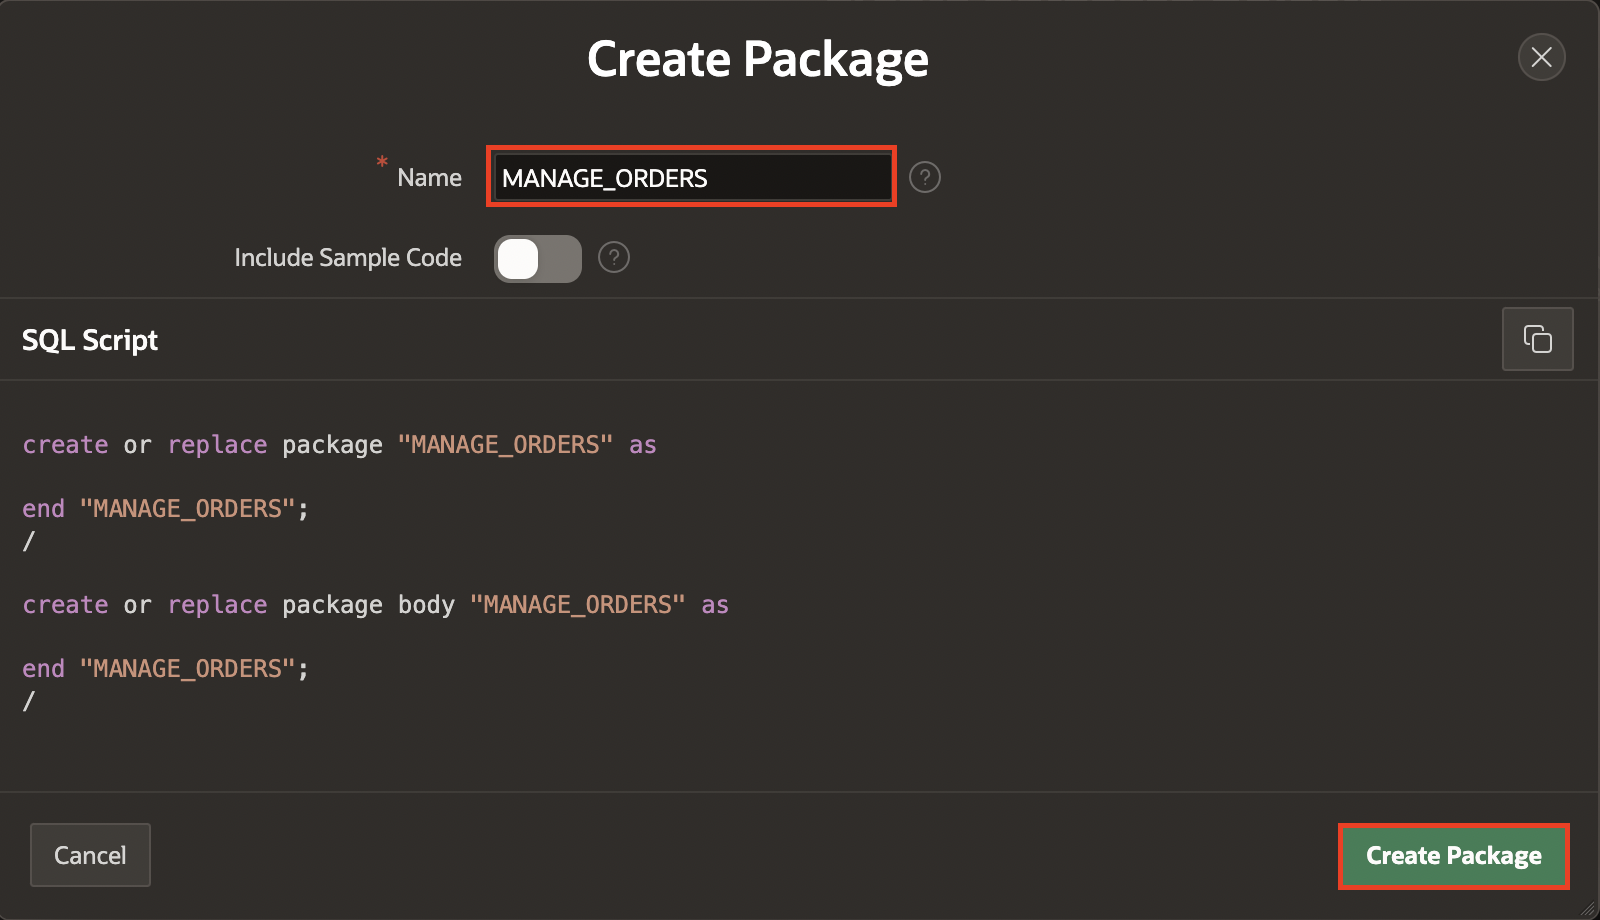 Create Package
* Name MANAGE_ORDERS ?
Include Sample Code ?
SQL Script
create or replace package "MANAGE_ORDERS" as
end "MANAGE_ORDERS";
/
create or replace package body "MANAGE_ORDERS" as
end "MANAGE_ORDERS";
/
Cancel Create Package